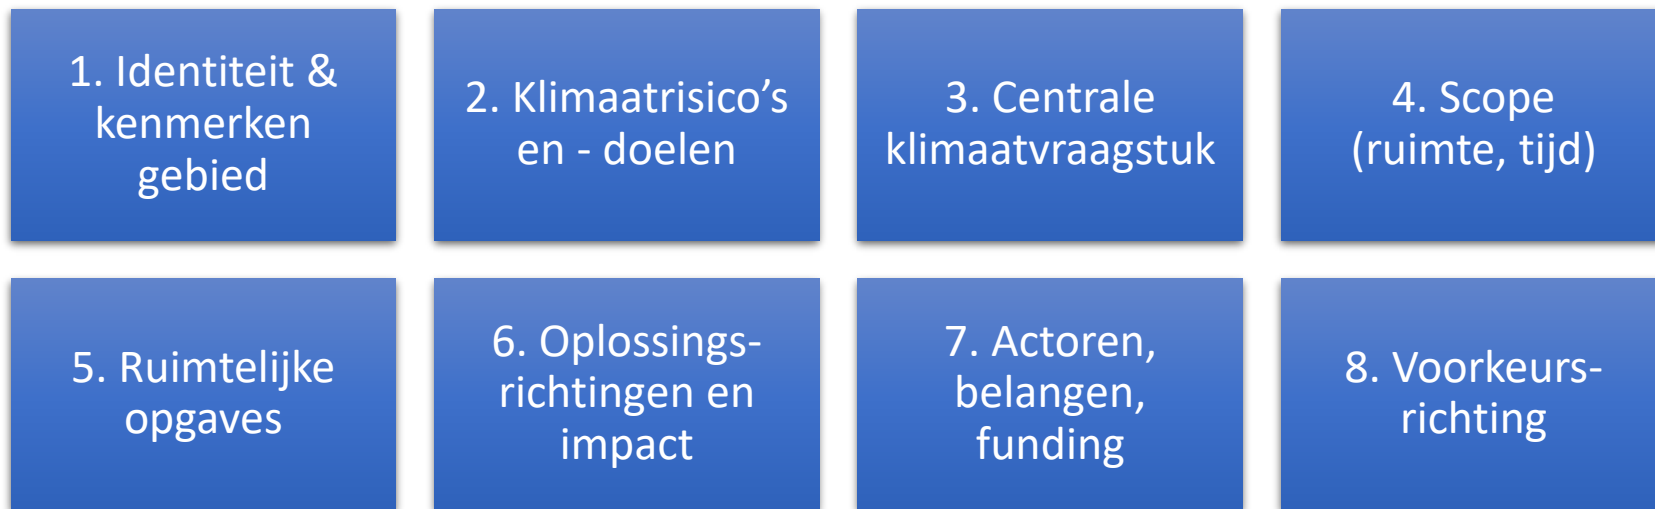 1. Identiteit &
kenmerken
gebied
2. Klimaatrisico’s
en - doelen
3. Centrale
klimaatvraagstuk
4. Scope
(ruimte, tijd)
5. Ruimtelijke
opgaves
6. Oplossings-
richtingen en
impact
7. Actoren,
belangen,
funding
8. Voorkeurs-
richting